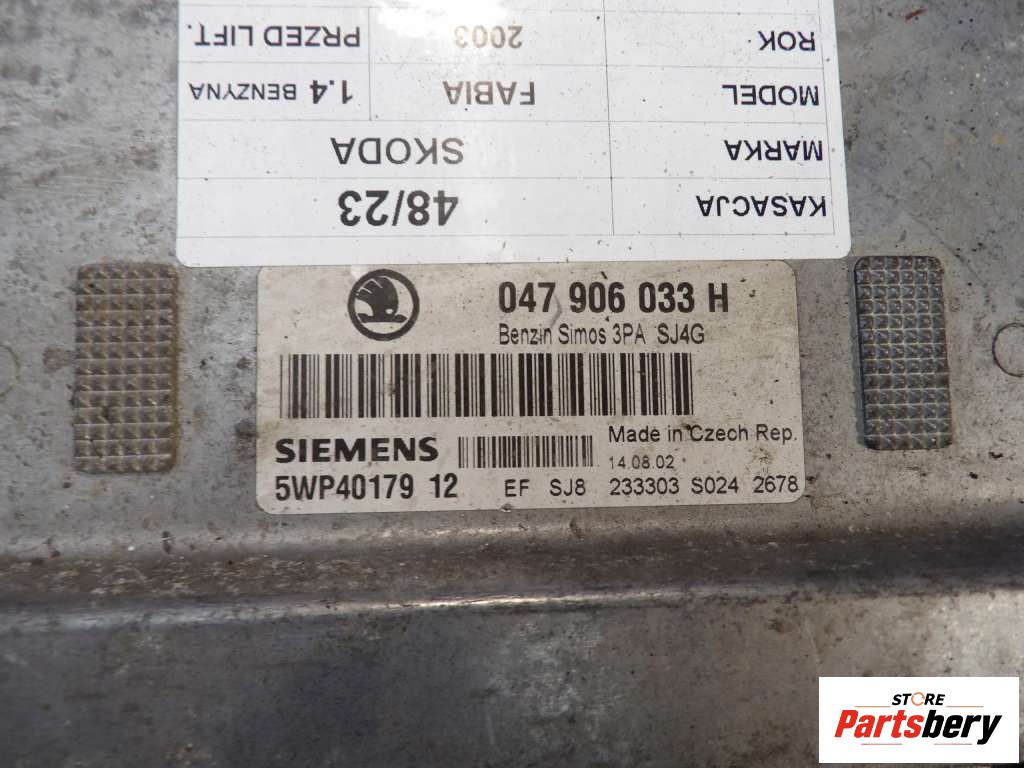 KASACJA 48/23
MARKA SKODA
MODEL FABIA 1.4 BENZYNA
ROK 2003 PRZED LIFT.
047 906 033 H
Benzin Simos 3PA SJ4G
SIEMENS
Made in Czech Rep.
14.08.02
5WP40179 12
EF SJ8 233303 S024 2678
STORE
Partsbery